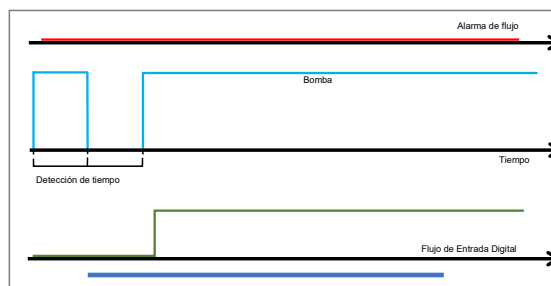 Alarma de flujo
Bomba
Tiempo
Detección de tiempo
Flujo de Entrada Digital